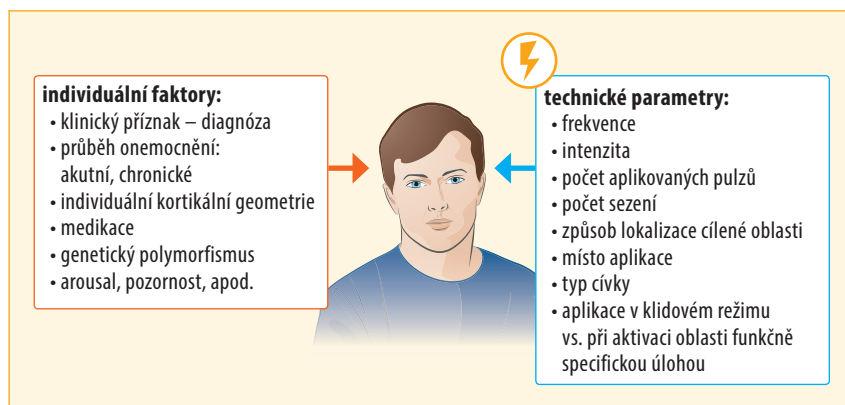 individuální faktory:
• klinický příznak – diagnóza
• průběh onemocnění:
akutní, chronické
• individuální kortikální geometrie
• medikace
• genetický polymorfismus
• arousal, pozornost, apod.
technické parametry:
• frekvence
• intenzita
• počet aplikovaných pulzů
• počet sezení
• způsob lokalizace cílené oblasti
• místo aplikace
• typ cívky
• aplikace v klidovém režimu
vs. při aktivaci oblasti funkčně
specifickou úlohou